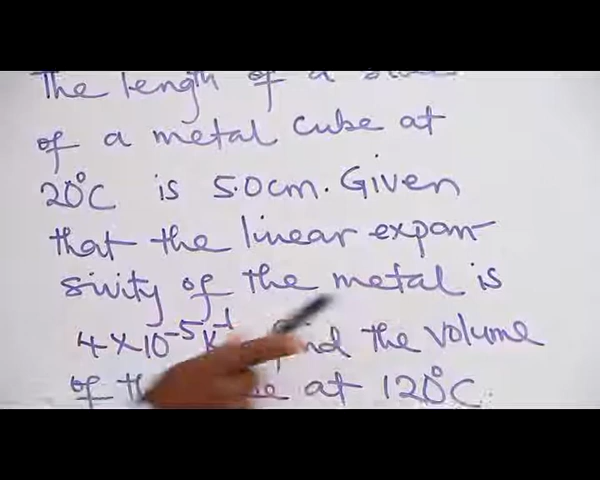 The length of a
of a metal cube at
20°C is 5.0cm. Given
that the linear expan-
sivity of the metal is
4×10⁻⁵K⁻¹ the volume
of at 120°C.